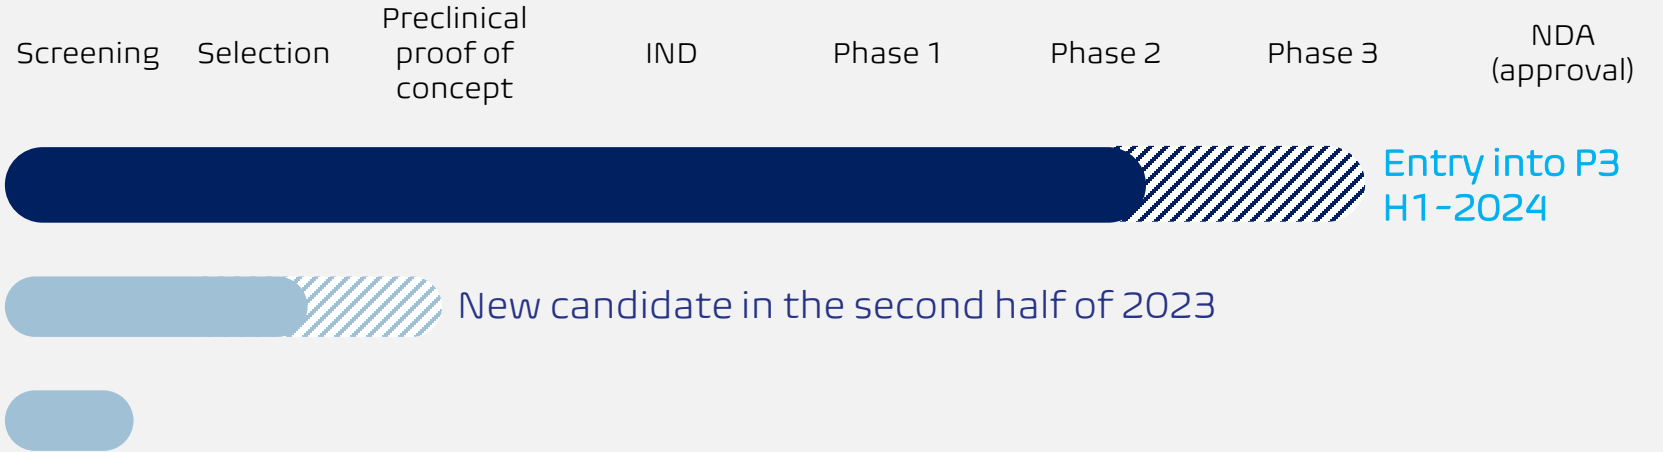 Screening
Selection
Preclinical
proof of
concept
IND
Phase 1
Phase 2
Phase 3
NDA
(approval)
Entry into P3
H1-2024
New candidate in the second half of 2023